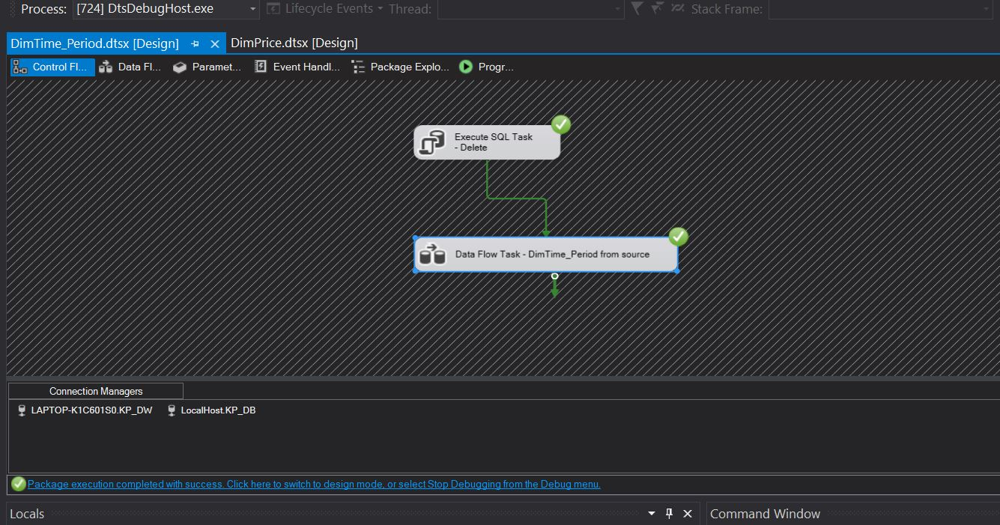 Process: [724] DtsDebugHost.exe Lifecycle Events Thread: Stack Frame:
DimTime_Period.dtsx [Design] DimPrice.dtsx [Design]
Control Fl... Data Fl... Paramet... Event Handl... Package Explo... Progr...
Execute SQL Task
- Delete
Data Flow Task - DimTime_Period from source
Connection Managers
LAPTOP-K1C601S0.KP_DW LocalHost.KP_DB
Package execution completed with success. Click here to switch to design mode, or select Stop Debugging from the Debug menu.
Locals Command Window